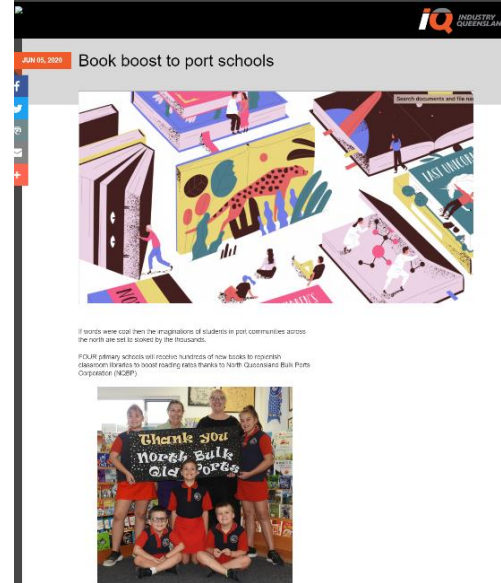 INDUSTRY
QUEENSLAN
JUN 05, 2020
Book boost to port schools
Search documents and file na
LAST UNICORN
If words were coal then the imaginations of students in port communities across
the north are set to stoked by the thousands.
FOUR primary schools will receive hundreds of new books to replenish
classroom libraries to boost reading rates thanks to North Queensland Bulk Ports
Corporation (NQBP)
Thank you
North Bulk
Qld Ports